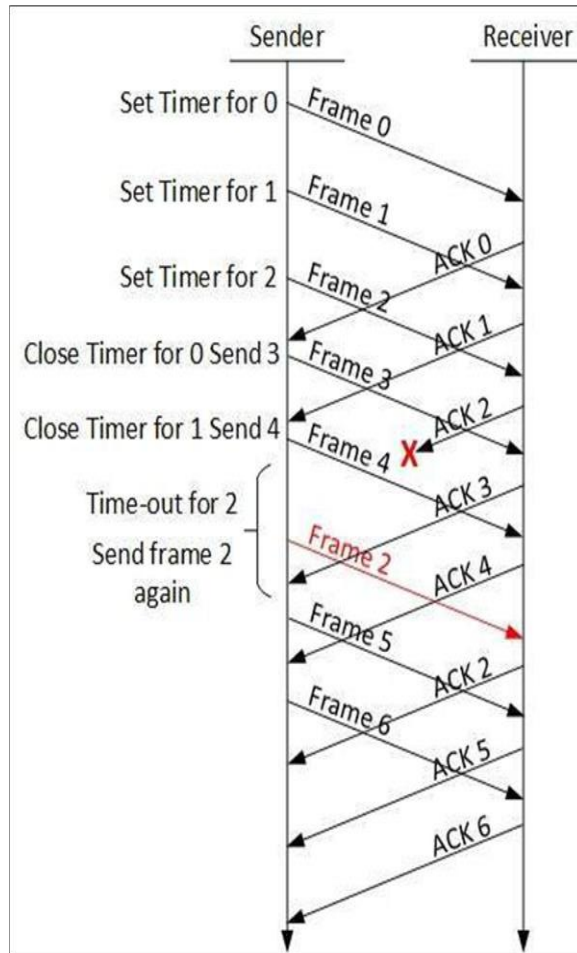 Sender
Receiver
Set Timer for 0
Frame 0
Set Timer for 1
Frame 1
ACK 0
Set Timer for 2
Frame 2
ACK 1
Close Timer for 0 Send 3
Frame 3
ACK 2
Close Timer for 1 Send 4
Frame 4
X
ACK 3
Time-out for 2
Send frame 2
again
Frame 2
ACK 4
Frame 5
ACK 2
Frame 6
ACK 5
ACK 6